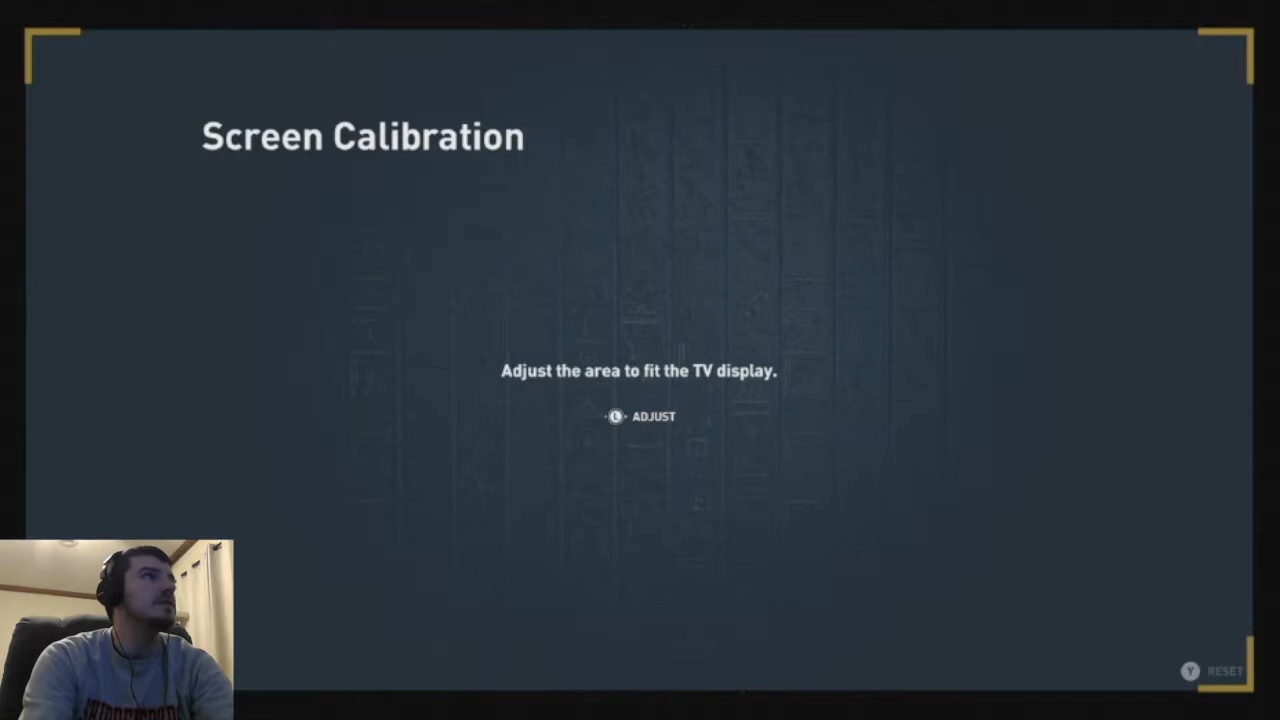 Screen Calibration
Adjust the area to fit the TV display.
L ADJUST
Y RESET